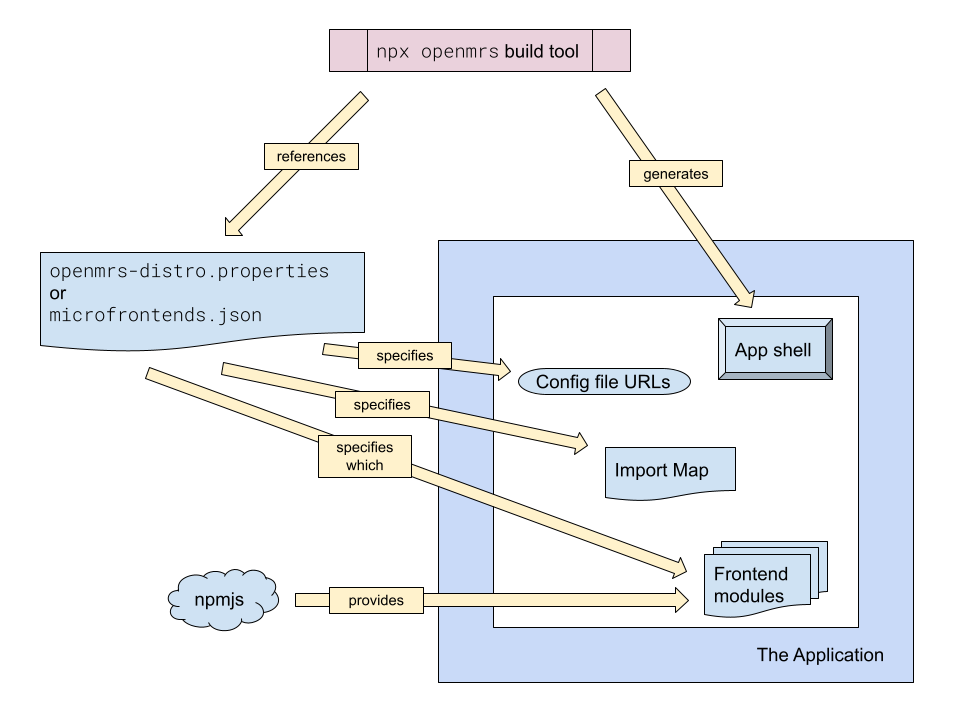 npx openmrs build tool
references
generates
openmrs-distro.properties
or
microfrontends.json
App shell
specifies
Config file URLs
specifies
specifies
which
Import Map
Frontend
modules
npmjs
provides
The Application